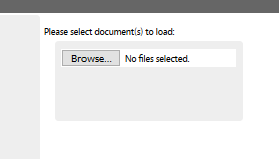 Please select document(s) to load:
Browse... No files selected.